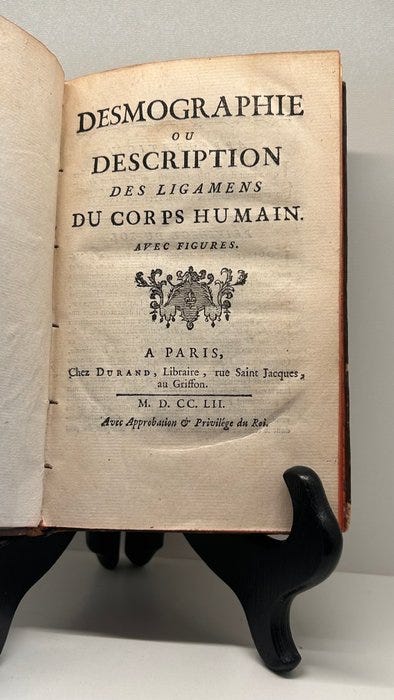 DESMOGRAPHIE
OU
DESCRIPTION
DES LIGAMENS
DU CORPS HUMAIN.
AVEC FIGURES.
A PARIS,
Chez DURAND, Libraire, rue Saint Jacques,
au Griffon.
M. D. CC. LII.
Avec Approbation & Privilége du Roi.